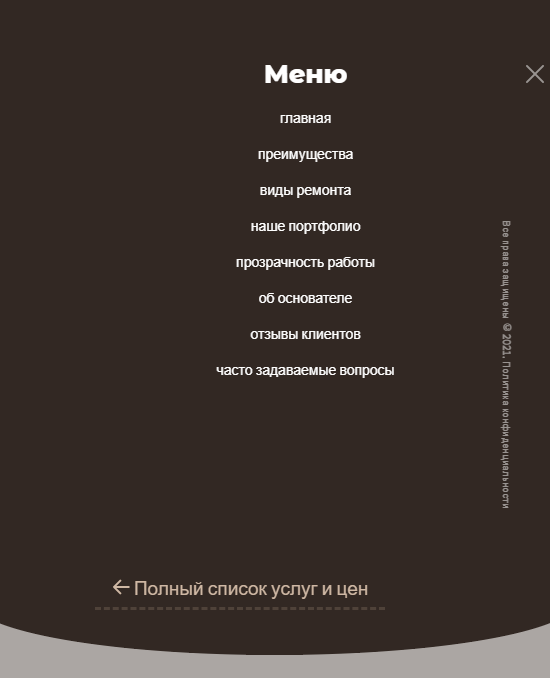 Меню
главная
преимущества
виды ремонта
наше портфолио
прозрачность работы
об основателе
отзывы клиентов
часто задаваемые вопросы
Все права защищены © 2021. Политика конфиденциальности
Полный список услуг и цен